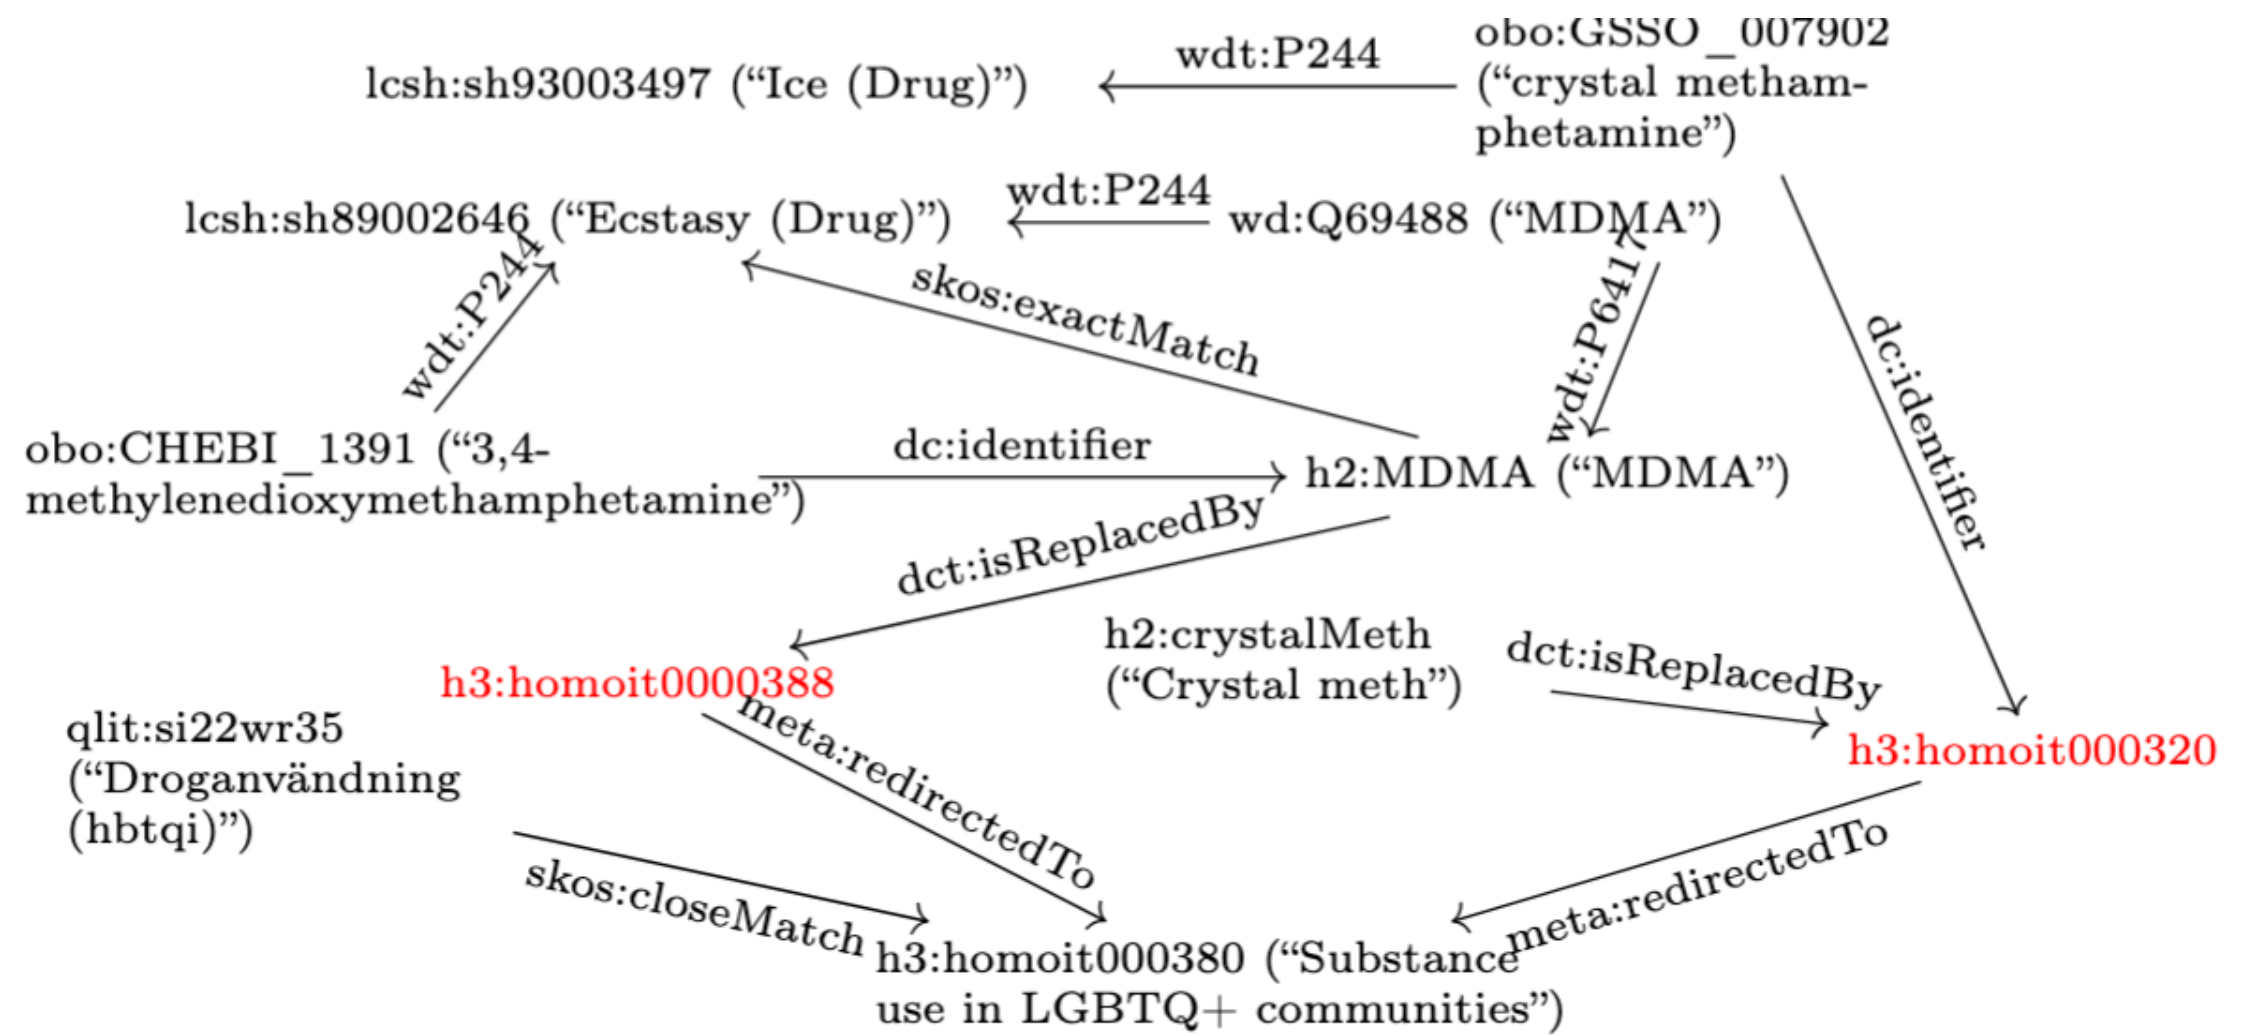 obo:GSSO_007902
wdt:P244
lcsh:sh93003497 (“Ice (Drug)”)
(“crystal metham-
phetamine”)
wdt:P244
lcsh:sh89002646 (“Ecstasy (Drug)”)
wd:Q69488 (“MDMA”)
wdt:P244
skos:exactMatch
wdt:P6417
dc:identifier
obo:CHEBI_1391 (“3,4-
methylenedioxymethamphetamine”)
dc:identifier
h2:MDMA (“MDMA”)
dct:isReplacedBy
h2:crystalMeth
(“Crystal meth”)
dct:isReplacedBy
h3:homoit0000388
h3:homoit000320
qlit:si22wr35
(“Droganvändning
(hbtqi)”)
meta:redirectedTo
meta:redirectedTo
skos:closeMatch
h3:homoit000380 (“Substance
use in LGBTQ+ communities”)